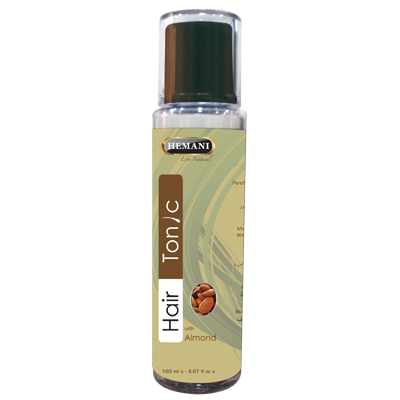 HEMANI
Live Natural
Hair Tonic
with
Almond
150 ml e - 5.07 fl oz e